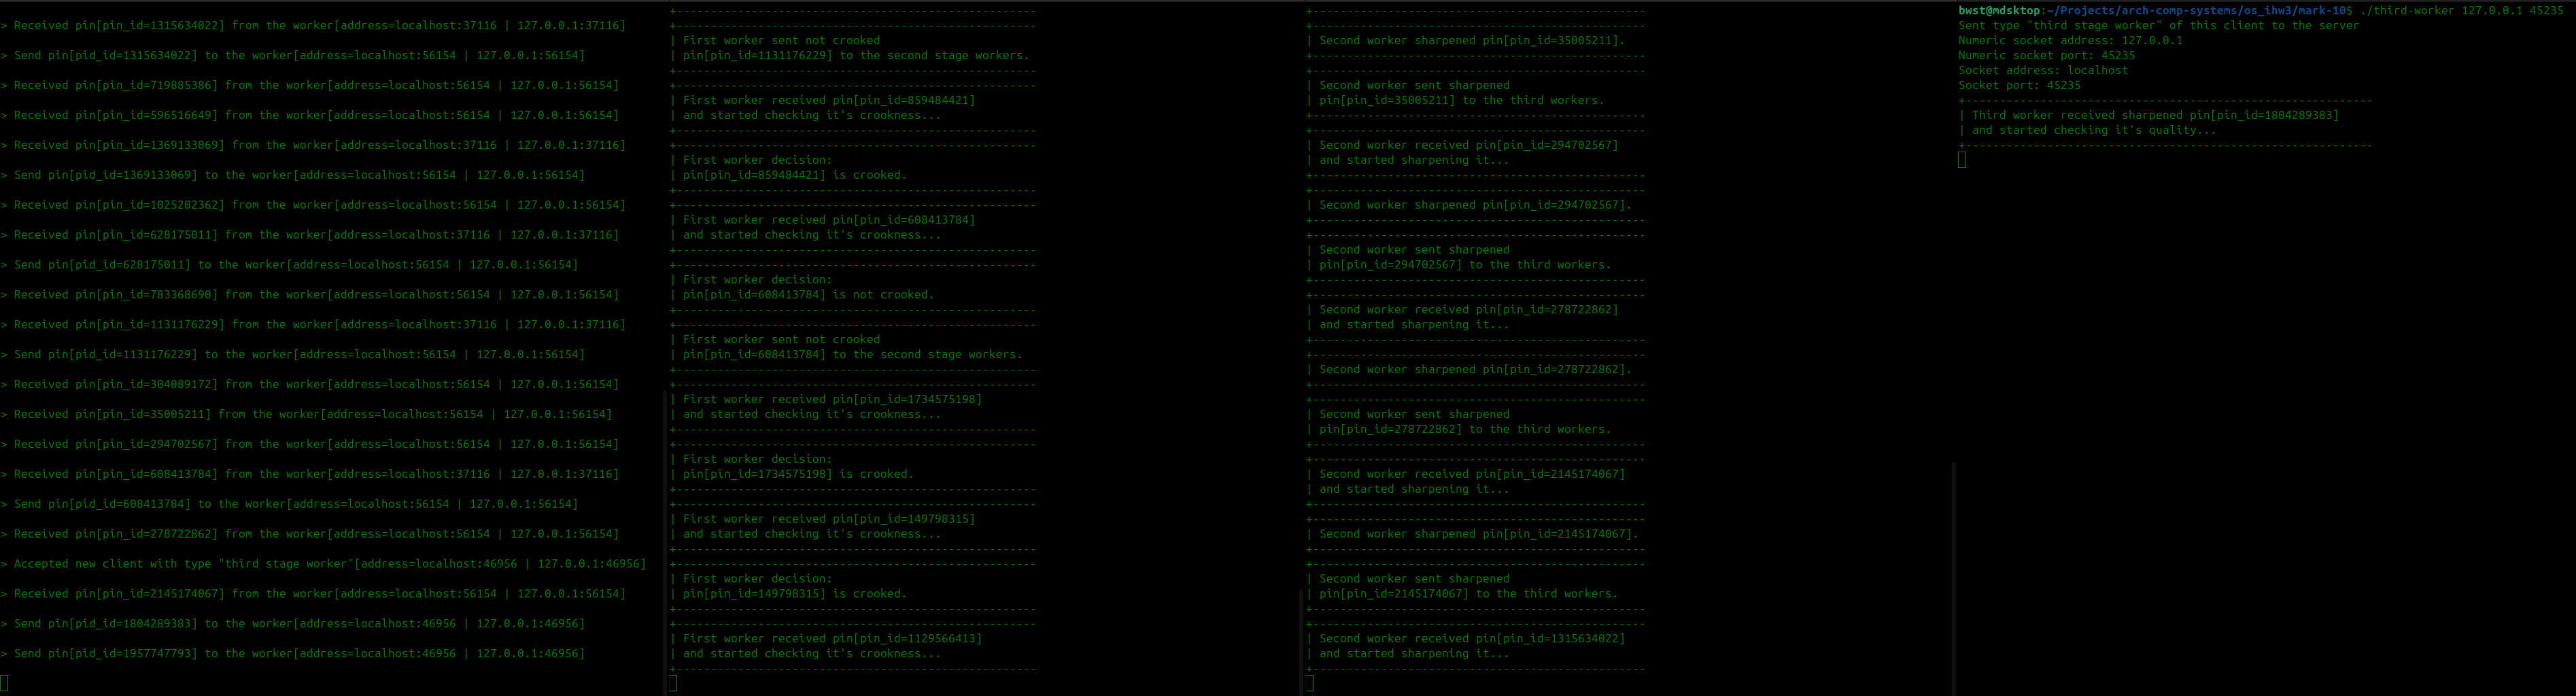 > Received pin[pin_id=1315634022] from the worker[address=localhost:37116 | 127.0.0.1:37116]
> Send pin[pid_id=1315634022] to the worker[address=localhost:56154 | 127.0.0.1:56154]
> Received pin[pin_id=719885386] from the worker[address=localhost:56154 | 127.0.0.1:56154]
> Received pin[pin_id=596516649] from the worker[address=localhost:56154 | 127.0.0.1:56154]
> Received pin[pin_id=1369133069] from the worker[address=localhost:37116 | 127.0.0.1:37116]
> Send pin[pid_id=1369133069] to the worker[address=localhost:56154 | 127.0.0.1:56154]
> Received pin[pin_id=1025202362] from the worker[address=localhost:56154 | 127.0.0.1:56154]
> Received pin[pin_id=628175011] from the worker[address=localhost:37116 | 127.0.0.1:37116]
> Send pin[pid_id=628175011] to the worker[address=localhost:56154 | 127.0.0.1:56154]
> Received pin[pin_id=783368690] from the worker[address=localhost:56154 | 127.0.0.1:56154]
> Received pin[pin_id=1131176229] from the worker[address=localhost:37116 | 127.0.0.1:37116]
> Send pin[pid_id=1131176229] to the worker[address=localhost:56154 | 127.0.0.1:56154]
> Received pin[pin_id=304089172] from the worker[address=localhost:56154 | 127.0.0.1:56154]
> Received pin[pin_id=35005211] from the worker[address=localhost:56154 | 127.0.0.1:56154]
> Received pin[pin_id=294702567] from the worker[address=localhost:56154 | 127.0.0.1:56154]
> Received pin[pin_id=608413784] from the worker[address=localhost:37116 | 127.0.0.1:37116]
> Send pin[pid_id=608413784] to the worker[address=localhost:56154 | 127.0.0.1:56154]
> Received pin[pin_id=278722862] from the worker[address=localhost:56154 | 127.0.0.1:56154]
> Accepted new client with type "third stage worker"[address=localhost:46956 | 127.0.0.1:46956]
> Received pin[pin_id=2145174067] from the worker[address=localhost:56154 | 127.0.0.1:56154]
> Send pin[pid_id=1804289383] to the worker[address=localhost:46956 | 127.0.0.1:46956]
> Send pin[pid_id=1957747793] to the worker[address=localhost:46956 | 127.0.0.1:46956]
| First worker sent not crooked
| pin[pin_id=1131176229] to the second stage workers.
| First worker received pin[pin_id=859484421]
| and started checking it's crookness...
| First worker decision:
| pin[pin_id=859484421] is crooked.
| First worker received pin[pin_id=608413784]
| and started checking it's crookness...
| First worker decision:
| pin[pin_id=608413784] is not crooked.
| First worker sent not crooked
| pin[pin_id=608413784] to the second stage workers.
| First worker received pin[pin_id=1734575198]
| and started checking it's crookness...
| First worker decision:
| pin[pin_id=1734575198] is crooked.
| First worker received pin[pin_id=149798315]
| and started checking it's crookness...
| First worker decision:
| pin[pin_id=149798315] is crooked.
| First worker received pin[pin_id=1129566413]
| and started checking it's crookness...
| Second worker sharpened pin[pin_id=35005211].
| Second worker sent sharpened
| pin[pin_id=35005211] to the third workers.
| Second worker received pin[pin_id=294702567]
| and started sharpening it...
| Second worker sharpened pin[pin_id=294702567].
| Second worker sent sharpened
| pin[pin_id=294702567] to the third workers.
| Second worker received pin[pin_id=278722862]
| and started sharpening it...
| Second worker sharpened pin[pin_id=278722862].
| Second worker sent sharpened
| pin[pin_id=278722862] to the third workers.
| Second worker received pin[pin_id=2145174067]
| and started sharpening it...
| Second worker sharpened pin[pin_id=2145174067].
| Second worker sent sharpened
| pin[pin_id=2145174067] to the third workers.
| Second worker received pin[pin_id=1315634022]
| and started sharpening it...
bwst@mdsktop:~/Projects/arch-comp-systems/os_ihw3/mark-10$ ./third-worker 127.0.0.1 45235
Sent type "third stage worker" of this client to the server
Numeric socket address: 127.0.0.1
Numeric socket port: 45235
Socket address: localhost
Socket port: 45235
| Third worker received sharpened pin[pin_id=1804289383]
| and started checking it's quality...